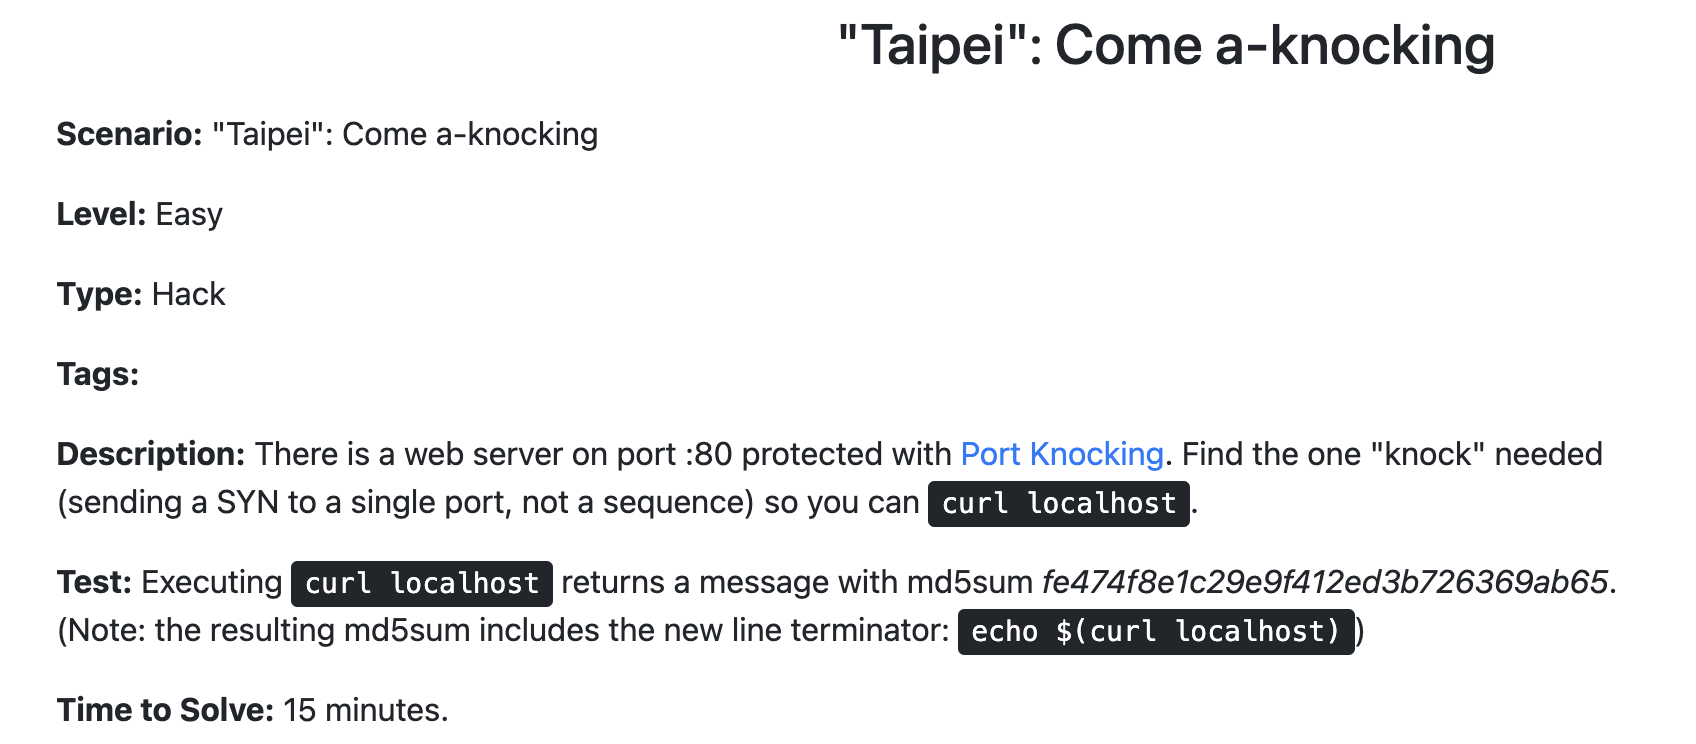 "Taipei": Come a-knocking
Scenario: "Taipei": Come a-knocking
Level: Easy
Type: Hack
Tags:
Description: There is a web server on port :80 protected with Port Knocking. Find the one "knock" needed
(sending a SYN to a single port, not a sequence) so you can curl localhost.
Test: Executing curl localhost returns a message with md5sum fe474f8e1c29e9f412ed3b726369ab65.
(Note: the resulting md5sum includes the new line terminator: echo $(curl localhost))
Time to Solve: 15 minutes.